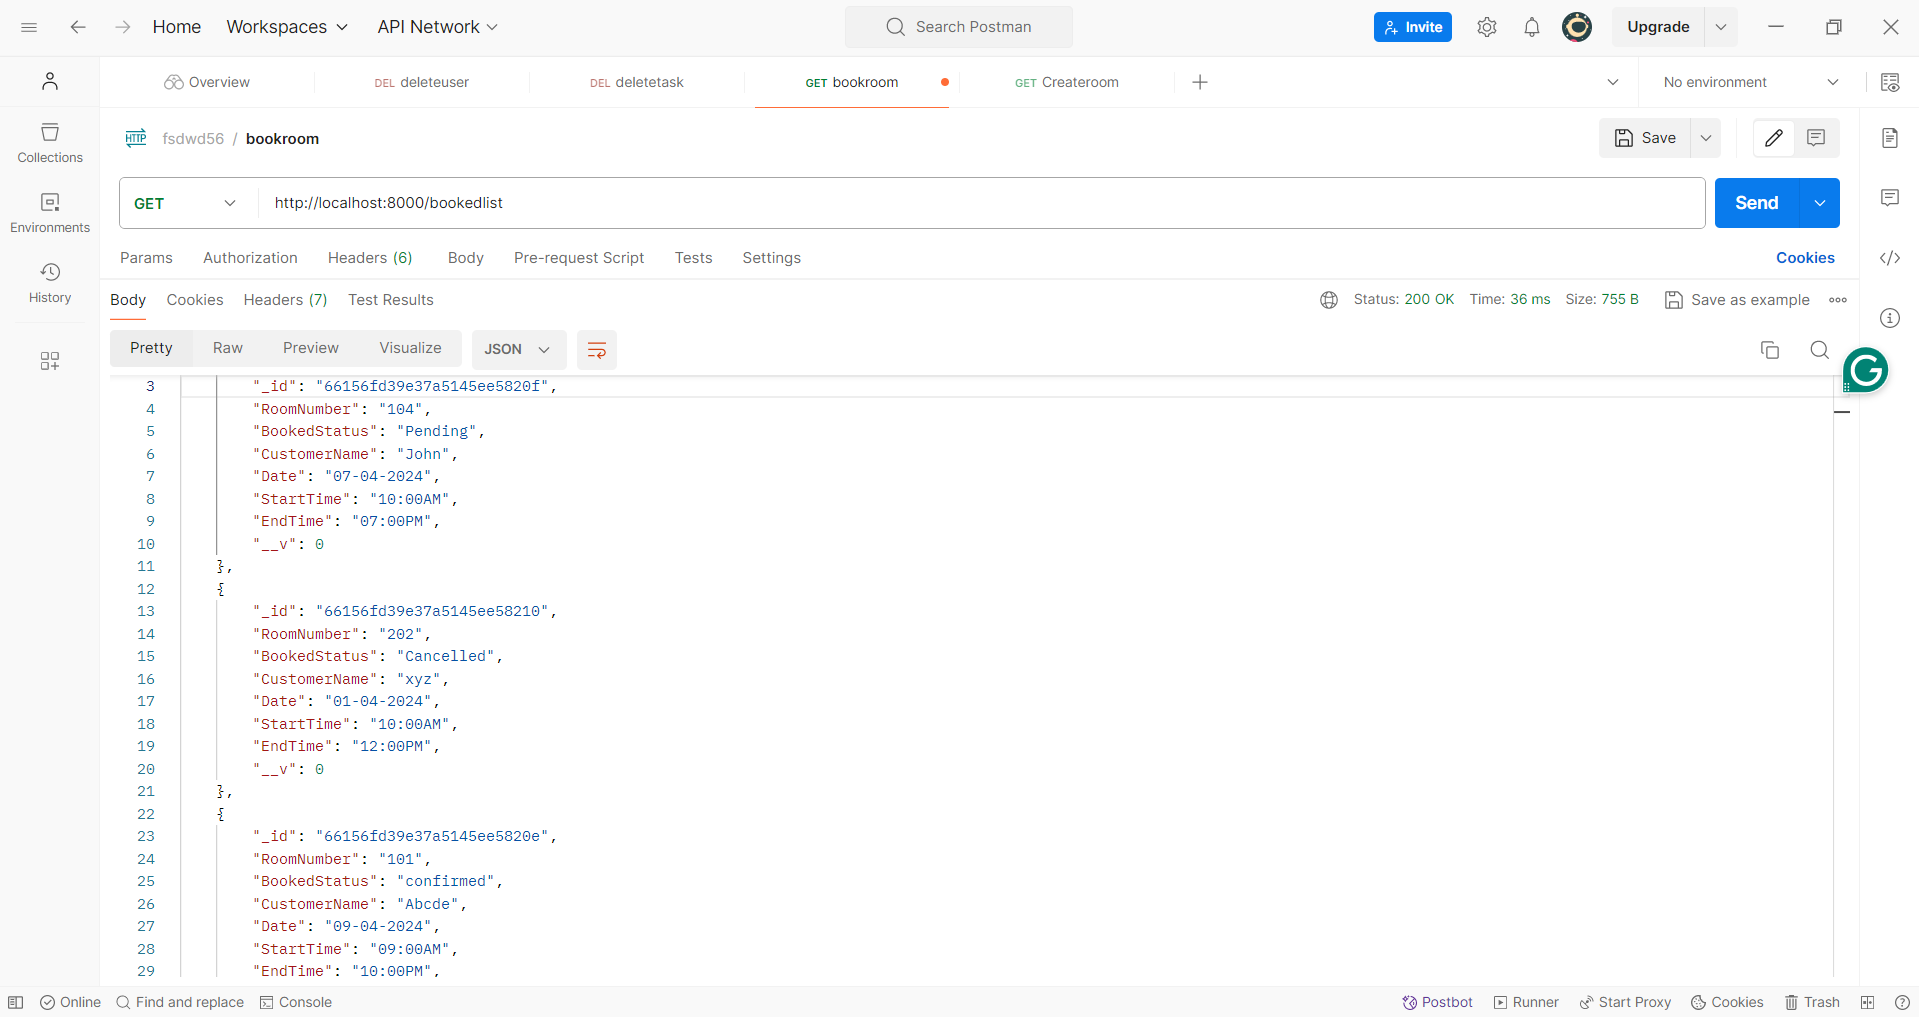 Home Workspaces API Network Search Postman Invite Upgrade
Overview DEL deleteuser DEL deletetask GET bookroom GET Createroom No environment
HTTP fsdwd56 / bookroom Save
Collections
GET http://localhost:8000/bookedlist Send
Environments
Params Authorization Headers (6) Body Pre-request Script Tests Settings Cookies
History
Body Cookies Headers (7) Test Results Status: 200 OK Time: 36 ms Size: 755 B Save as example
Pretty Raw Preview Visualize JSON
3 "_id": "66156fd39e37a5145ee5820f",
4 "RoomNumber": "104",
5 "BookedStatus": "Pending",
6 "CustomerName": "John",
7 "Date": "07-04-2024",
8 "StartTime": "10:00AM",
9 "EndTime": "07:00PM",
10 "__v": 0
11 },
12 {
13 "_id": "66156fd39e37a5145ee58210",
14 "RoomNumber": "202",
15 "BookedStatus": "Cancelled",
16 "CustomerName": "xyz",
17 "Date": "01-04-2024",
18 "StartTime": "10:00AM",
19 "EndTime": "12:00PM",
20 "__v": 0
21 },
22 {
23 "_id": "66156fd39e37a5145ee5820e",
24 "RoomNumber": "101",
25 "BookedStatus": "confirmed",
26 "CustomerName": "Abcde",
27 "Date": "09-04-2024",
28 "StartTime": "09:00AM",
29 "EndTime": "10:00PM",
Online Find and replace Console Postbot Runner Start Proxy Cookies Trash